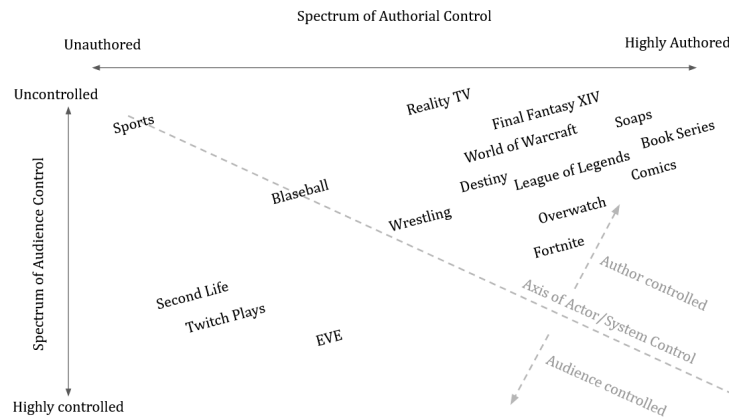 Spectrum of Authorial Control
Unauthored
Highly Authored
Uncontrolled
Reality TV
Final Fantasy XIV
Soaps
Sports
World of Warcraft
Book Series
Destiny
League of Legends
Comics
Blaseball
Wrestling
Overwatch
Fortnite
Spectrum of Audience Control
Author controlled
Second Life
Twitch Plays
EVE
Axis of Actor/System Control
Audience controlled
Highly controlled